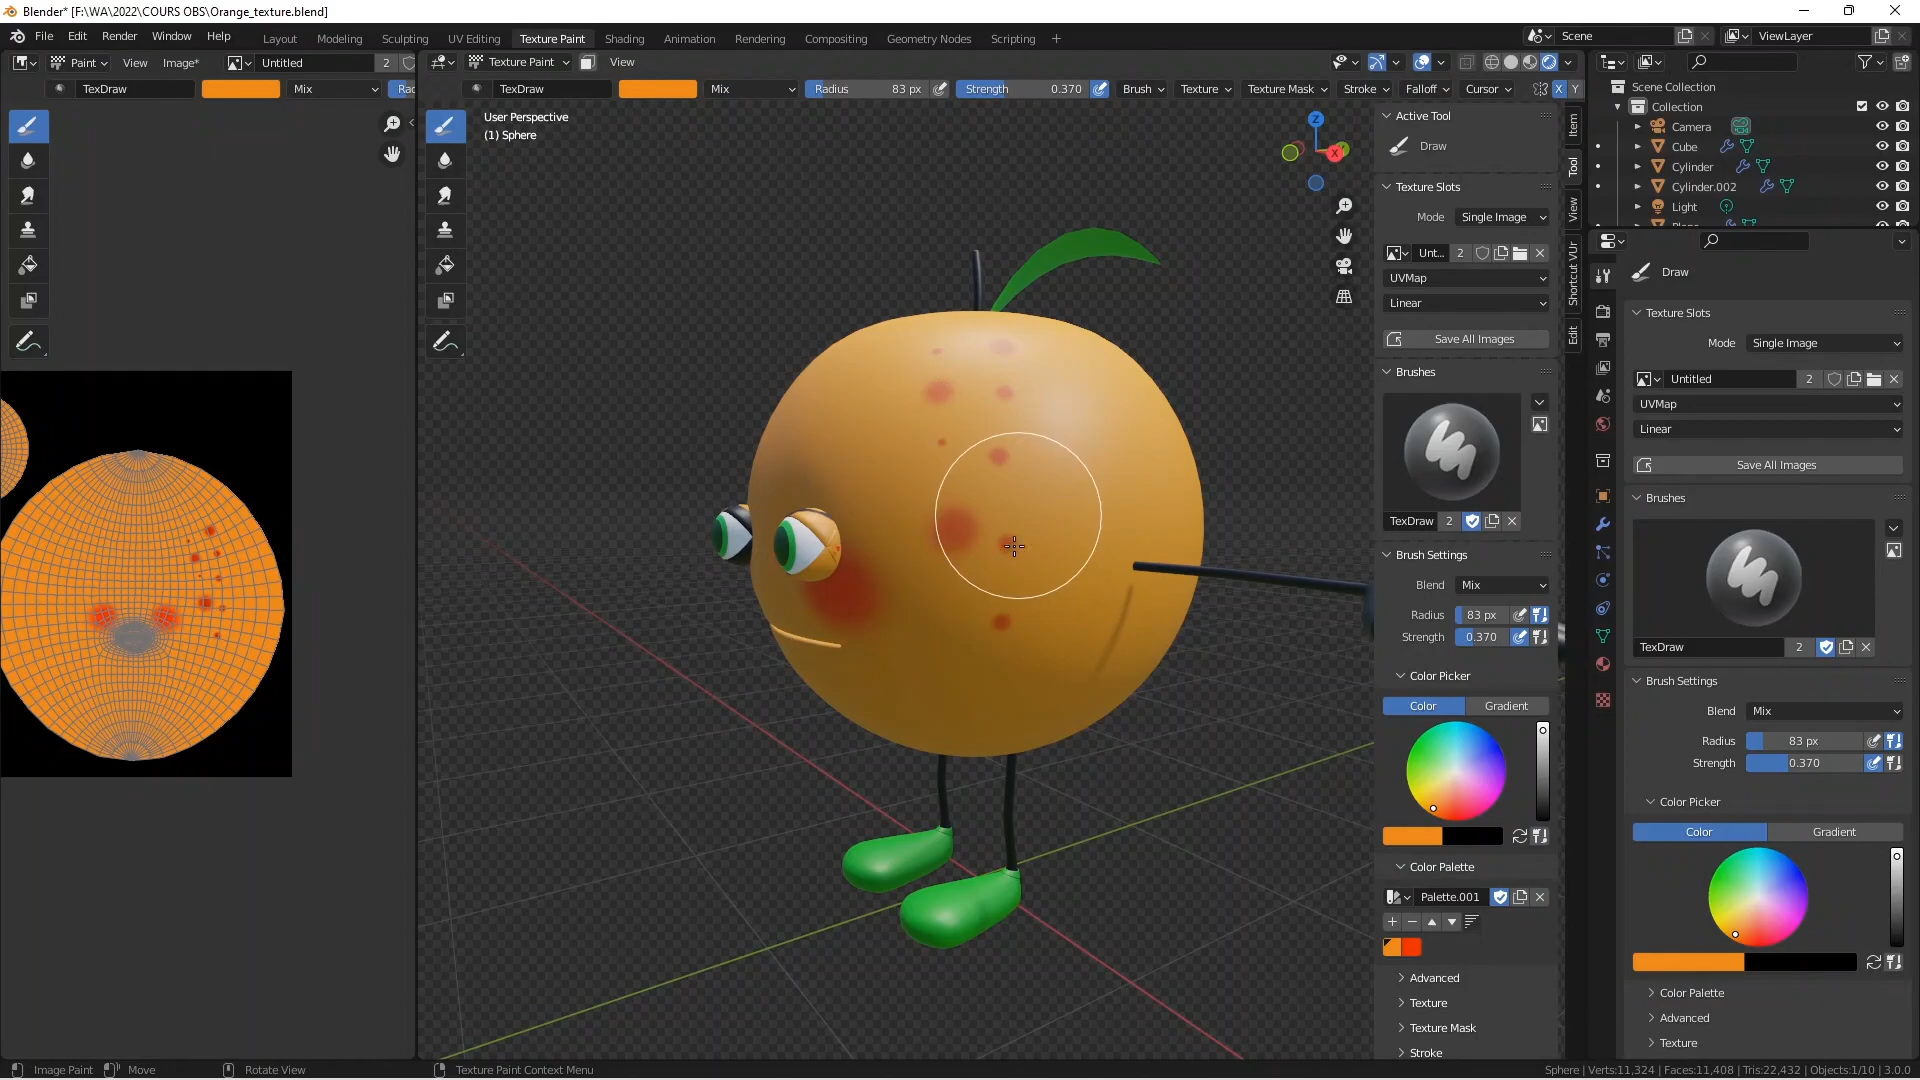 Blender* [F:\WA\2022\COURS OBS\Orange_texture.blend]
File Edit Render Window Help Layout Modeling Sculpting UV Editing Texture Paint Shading Animation Rendering Compositing Geometry Nodes Scripting + Scene ViewLayer
Paint View Image* Untitled 2 Texture Paint View
TexDraw Mix Rac TexDraw Mix Radius 83 px Strength 0.370 Brush Texture Texture Mask Stroke Falloff Cursor X Y
User Perspective
(1) Sphere
Z
X
Active Tool
Draw
Texture Slots
Mode Single Image
Unt... 2
UVMap
Linear
Save All Images
Brushes
TexDraw 2
Brush Settings
Blend Mix
Radius 83 px
Strength 0.370
Color Picker
Color Gradient
Color Palette
Palette.001
Advanced
Texture
Texture Mask
Stroke
Item
Tool
View
Shortcut VUr
Edit
Scene Collection
Collection
Camera
Cube
Cylinder
Cylinder.002
Light
Draw
Texture Slots
Mode Single Image
Untitled 2
UVMap
Linear
Save All Images
Brushes
TexDraw 2
Brush Settings
Blend Mix
Radius 83 px
Strength 0.370
Color Picker
Color Gradient
Color Palette
Advanced
Texture
Image Paint Move Rotate View Texture Paint Context Menu Sphere | Verts:11,324 | Faces:11,408 | Tris:22,432 | Objects:1/10 | 3.0.0